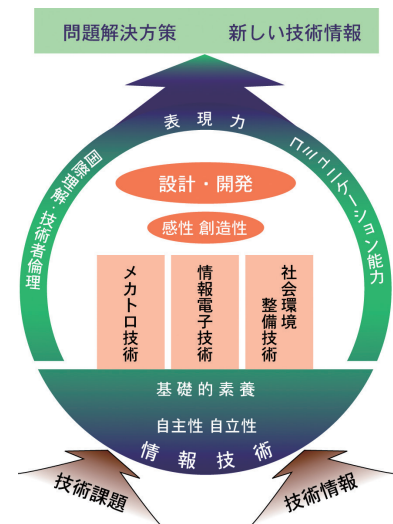 問題解決方策 新しい技術情報
表現力
国際理解・技術者倫理
コミュニケーション能力
設計・開発
感性 創造性
メカトロ技術
情報電子技術
社会環境
整備技術
基礎的素養
自主性 自立性
情報技術
技術課題
技術情報